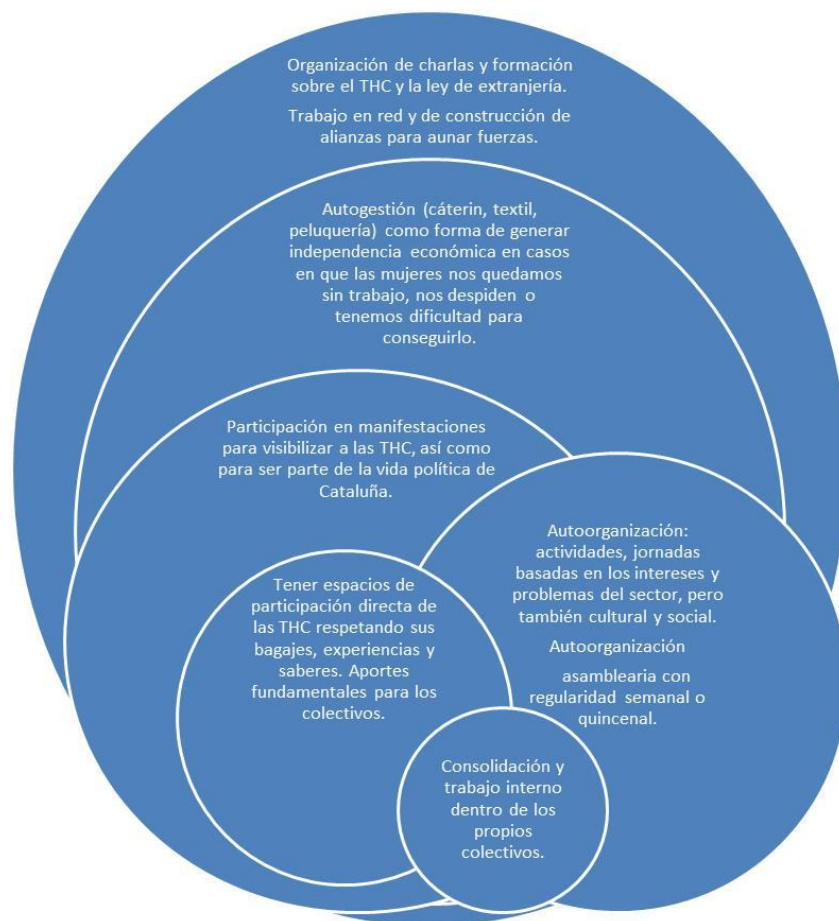 Organización de charlas y formación
sobre el THC y la ley de extranjería.
Trabajo en red y de construcción de
alianzas para aunar fuerzas.
Autogestión (cáterin, textil,
peluquería) como forma de generar
independencia económica en casos
en que las mujeres nos quedamos
sin trabajo, nos despiden o
tenemos dificultad para
conseguirlo.
Participación en manifestaciones
para visibilizar a las THC, así como
para ser parte de la vida política de
Cataluña.
Autoorganización:
actividades, jornadas
basadas en los intereses y
problemas del sector, pero
también cultural y social.
Autoorganización
asamblearia con
regularidad semanal o
quincenal.
Tener espacios de
participación directa de
las THC respetando sus
bagajes, experiencias y
saberes. Aportes
fundamentales para los
colectivos.
Consolidación y
trabajo interno
dentro de los
propios
colectivos.